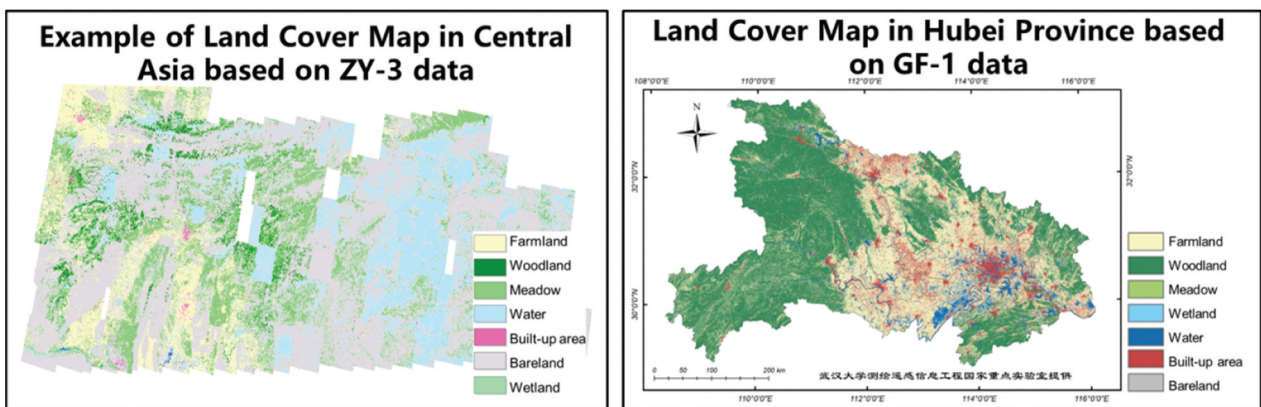 Example of Land Cover Map in Central
Asia based on ZY-3 data
Farmland
Woodland
Meadow
Water
Built-up area
Bareland
Wetland
Land Cover Map in Hubei Province based
on GF-1 data
108°0'0"E
110°0'0"E
112°0'0"E
114°0'0"E
116°0'0"E
N
32°0'0"N
32°0'0"N
30°0'0"N
30°0'0"N
Farmland
Woodland
Meadow
Wetland
Water
Built-up area
Bareland
0 50 100 200 km
武汉大学测绘遥感信息工程国家重点实验室提供
110°0'0"E
112°0'0"E
114°0'0"E
116°0'0"E